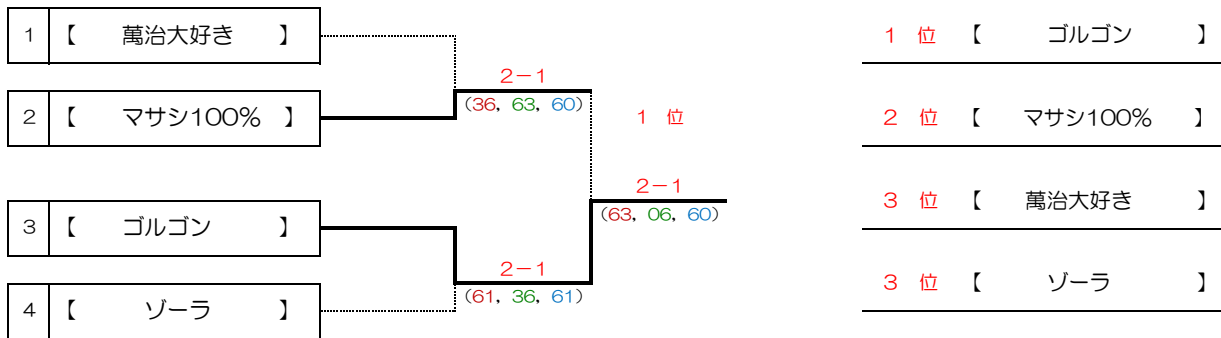 1 【 萬治大好き 】
2 【 マサシ100% 】
3 【 ゴルゴン 】
4 【 ゾーラ 】
2－1
(36, 63, 60)
2－1
(61, 36, 61)
1 位
2－1
(63, 06, 60)
1 位 【 ゴルゴン 】
2 位 【 マサシ100% 】
3 位 【 萬治大好き 】
3 位 【 ゾーラ 】